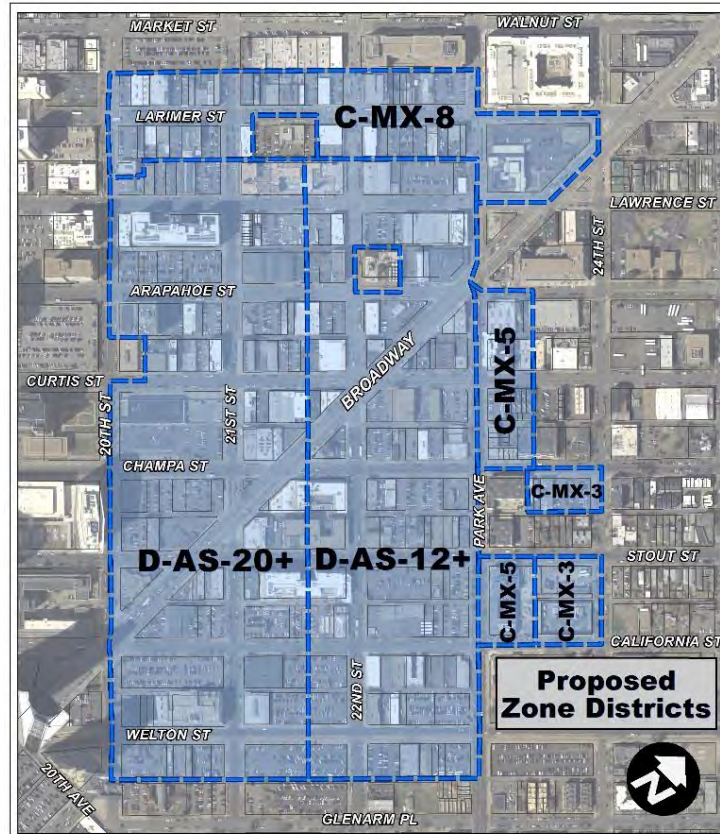 MARKET ST
WALNUT ST
LARIMER ST
C-MX-8
LAWRENCE ST
24TH ST
ARAPAHOE ST
BROADWAY
C-MX-5
CURTIS ST
20TH ST
21ST ST
CHAMPA ST
PARK AVE
C-MX-3
D-AS-20+
D-AS-12+
STOUT ST
C-MX-5
C-MX-3
CALIFORNIA ST
22ND ST
Proposed
Zone Districts
WELTON ST
20TH AVE
GLENARM PL
N